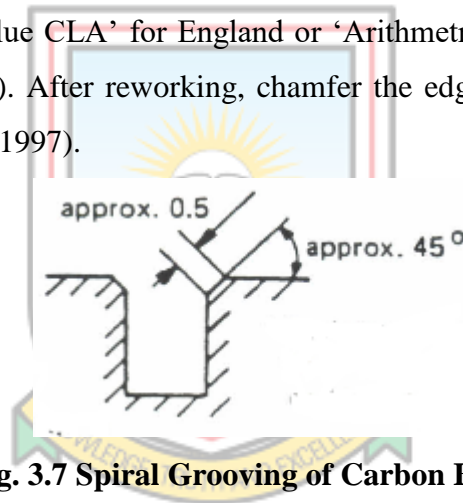 lue CLA’ for England or ‘Arithmetr
). After reworking, chamfer the edg
1997).
approx. 0.5
approx. 45°
g. 3.7 Spiral Grooving of Carbon